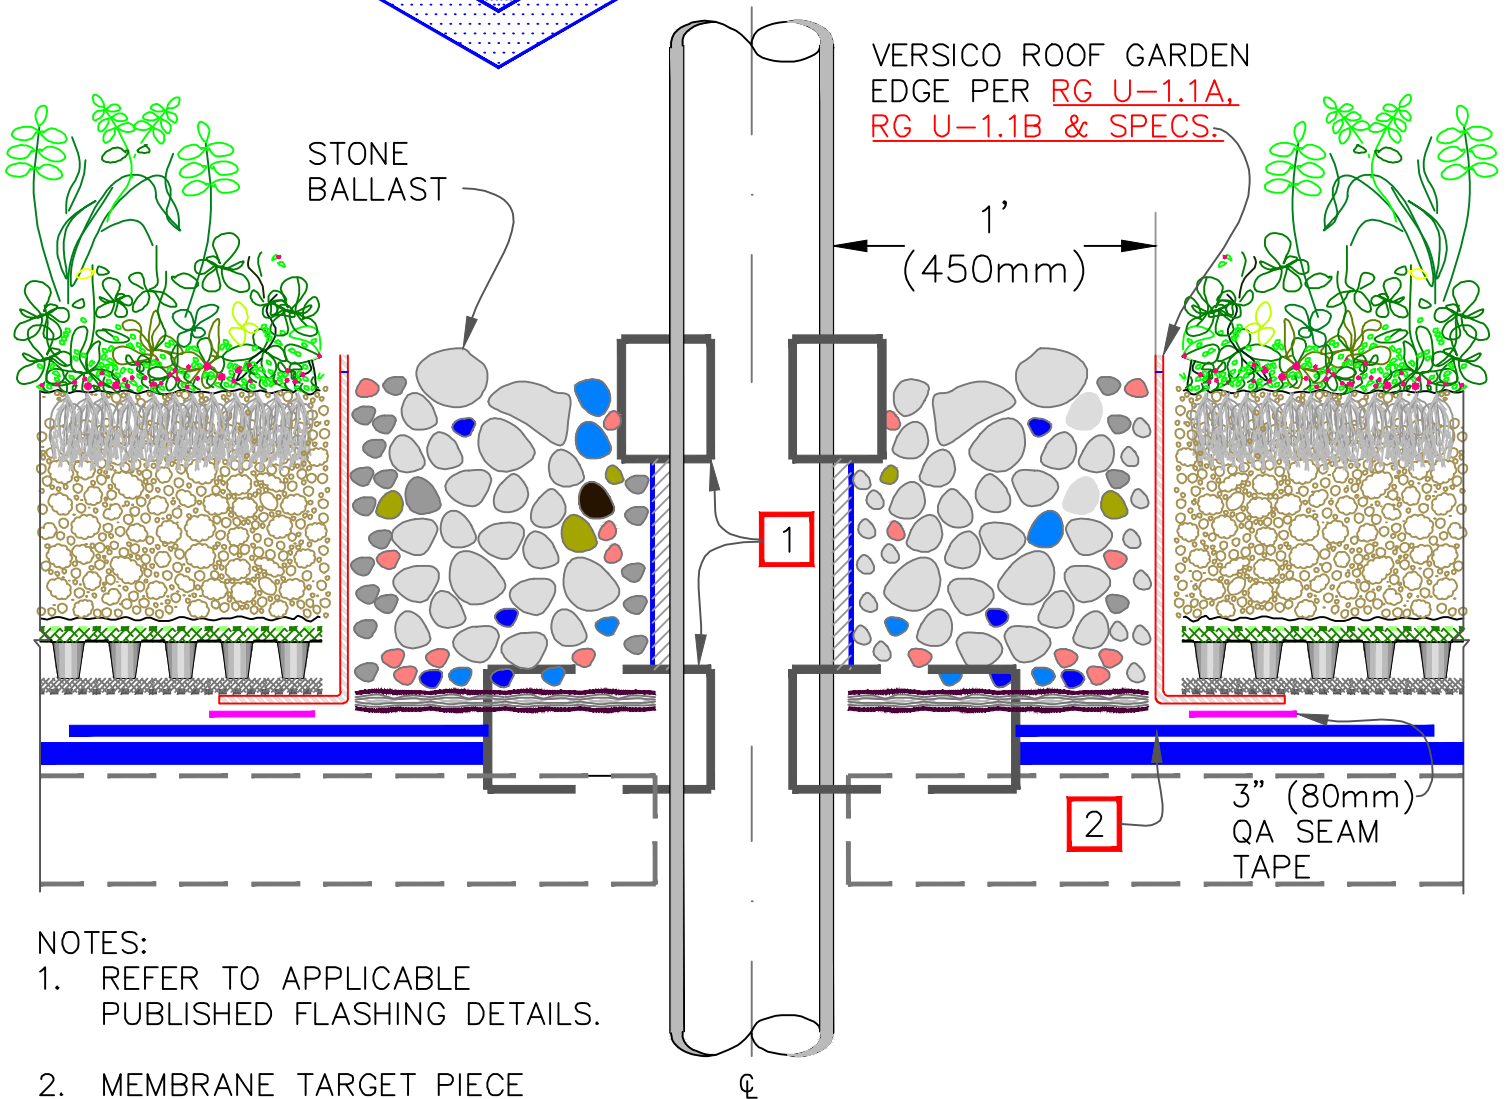 VERSICO ROOF GARDEN
EDGE PER RG U-1.1A,
RG U-1.1B & SPECS.
STONE
BALLAST
1'
(450mm)
1
2
3" (80mm)
QA SEAM
TAPE
NOTES:
1. REFER TO APPLICABLE
PUBLISHED FLASHING DETAILS.
2. MEMBRANE TARGET PIECE
℄